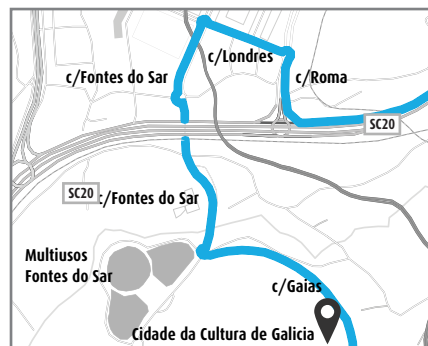 c/Londres
c/Fontes do Sar
c/Roma
SC20
SC20
c/Fontes do Sar
Multiusos
Fontes do Sar
c/Gaias
Cidade da Cultura de Galicia